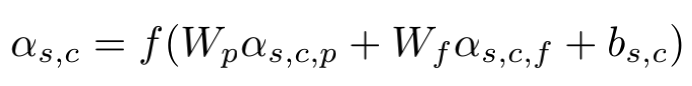 α_{s,c} = f(W_p α_{s,c,p} + W_f α_{s,c,f} + b_{s,c})